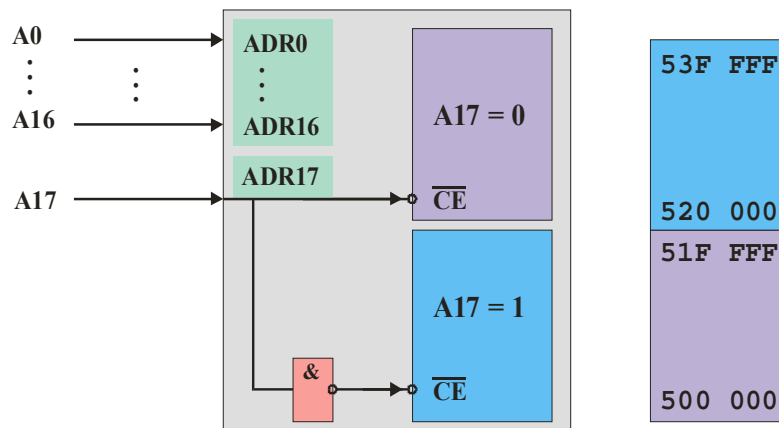 A0
⋮
A16
A17
⋮
ADR0
⋮
ADR16
ADR17
A17 = 0
CE
A17 = 1
&
CE
53F FFF
520 000
51F FFF
500 000